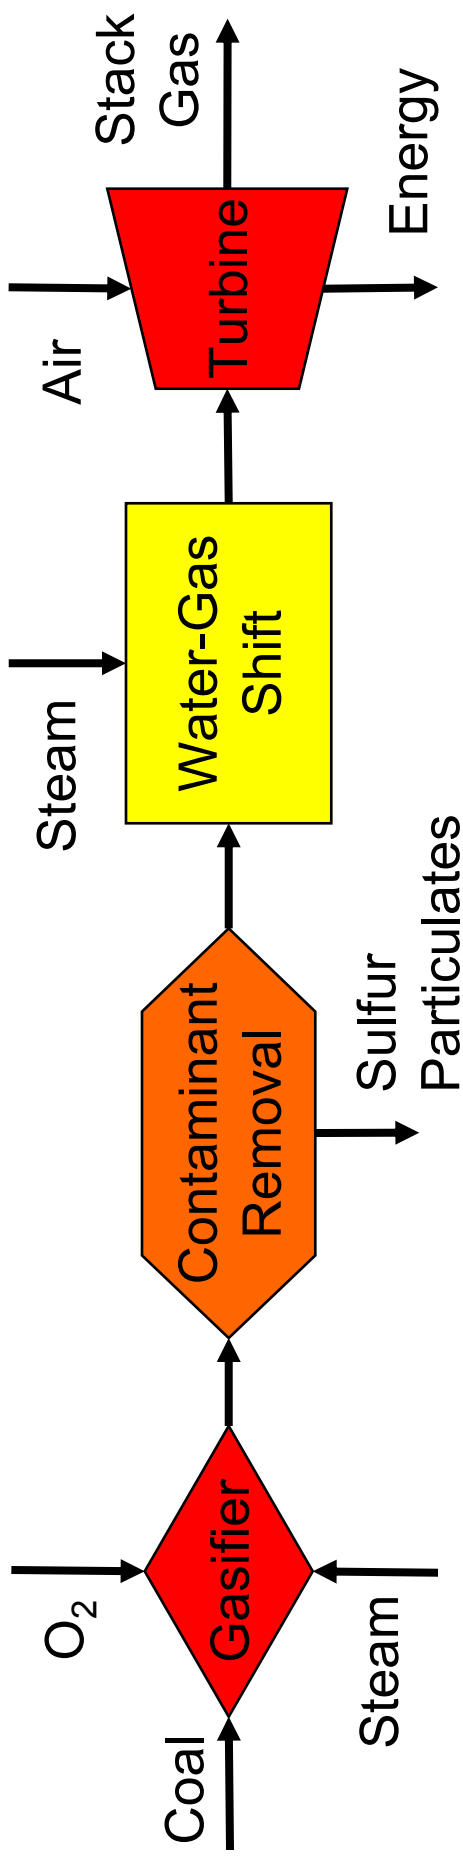 Coal
O₂
Steam
Gasifier
Contaminant
Removal
Sulfur
Particulates
Steam
Water-Gas
Shift
Air
Turbine
Energy
Stack
Gas